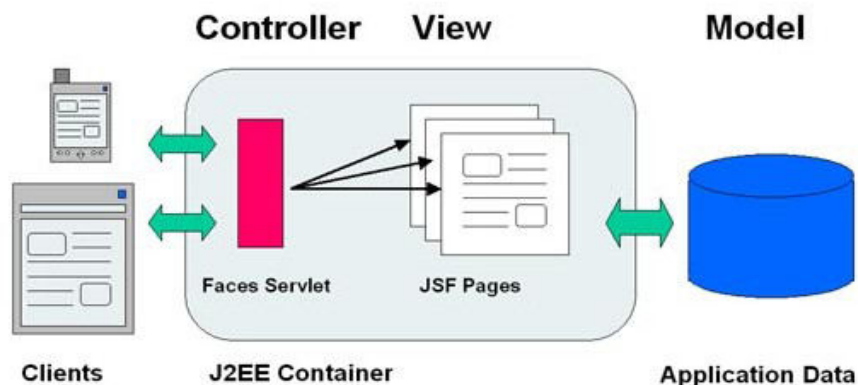 Controller View Model
Faces Servlet JSF Pages
Clients J2EE Container Application Data